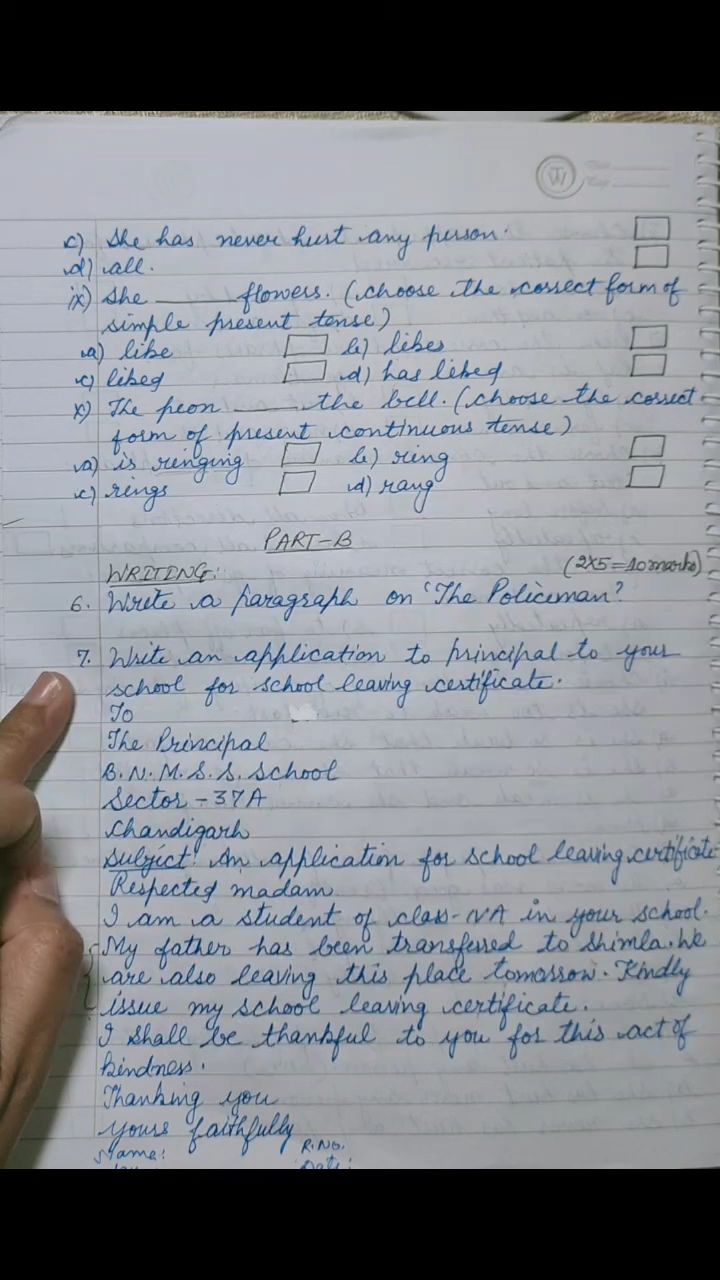 c) She has never hurt any person.
d) all.
ix) She ____ flowers. (choose the correct form of
simple present tense)
a) like b) likes
c) liked d) has liked
x) The peon ____ the bell. (choose the correct
form of present continuous tense)
a) is ringing b) ring
c) rings d) rang
PART-B
WRITING: (2x5=10 marks)
6. Write a paragraph on 'The Policeman?
7. Write an application to principal to your
school for school leaving certificate.
To
The Principal
B.N.M.S.S. School
Sector - 37A
Chandigarh
Subject: An application for school leaving certificate
Respected madam
I am a student of class-IVA in your school.
My father has been transferred to Shimla. We
are also leaving this place tomorrow. Kindly
issue my school leaving certificate.
I shall be thankful to you for this act of
kindness.
Thanking you
yours faithfully
Name: R.No.
Date: